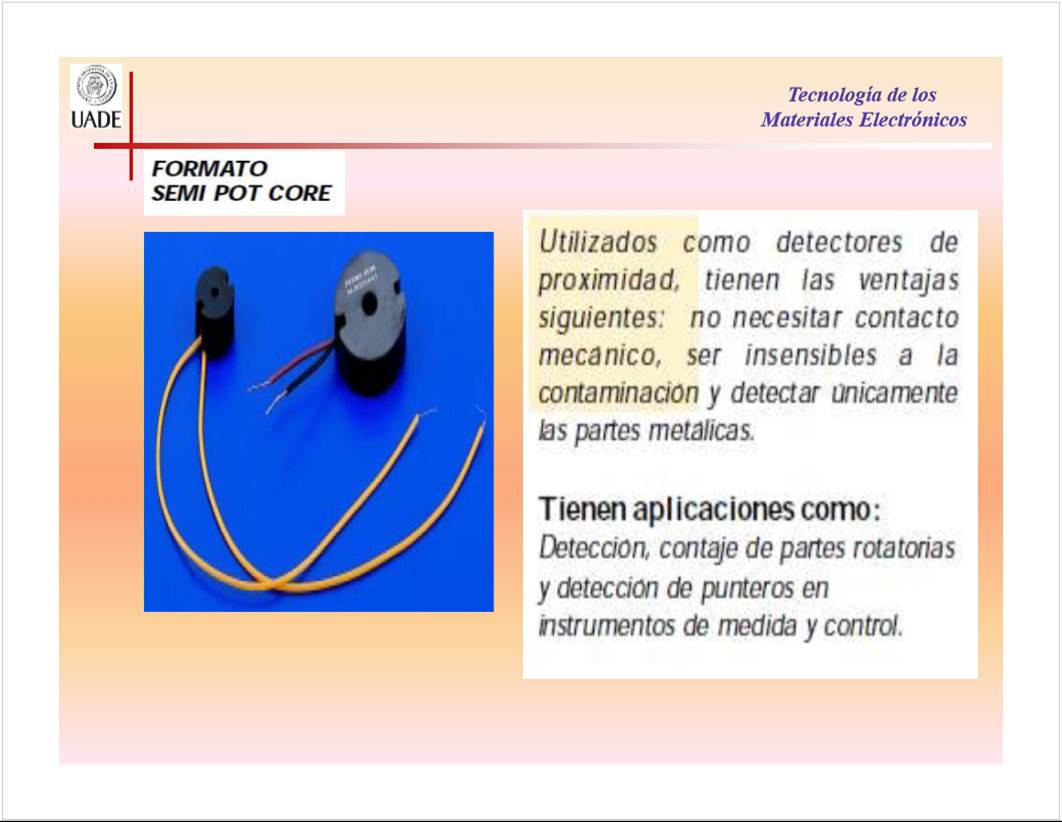 UADE
Tecnología de los
Materiales Electrónicos
FORMATO
SEMI POT CORE
Utilizados como detectores de
proximidad, tienen las ventajas
siguientes: no necesitar contacto
mecánico, ser insensibles a la
contaminación y detectar únicamente
las partes metálicas.
Tienen aplicaciones como:
Detección, contaje de partes rotatorias
y detección de punteros en
instrumentos de medida y control.